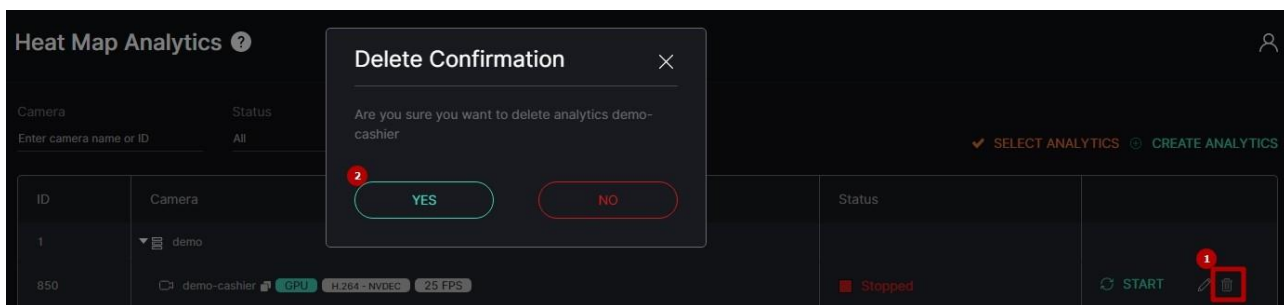 Heat Map Analytics ?
Delete Confirmation
Camera
Status
Enter camera name or ID
All
Are you sure you want to delete analytics demo-
cashier
SELECT ANALYTICS
CREATE ANALYTICS
2
YES
NO
ID
Camera
Status
1
demo
1
850
demo-cashier
GPU
H.264 - NVDEC
25 FPS
Stopped
START